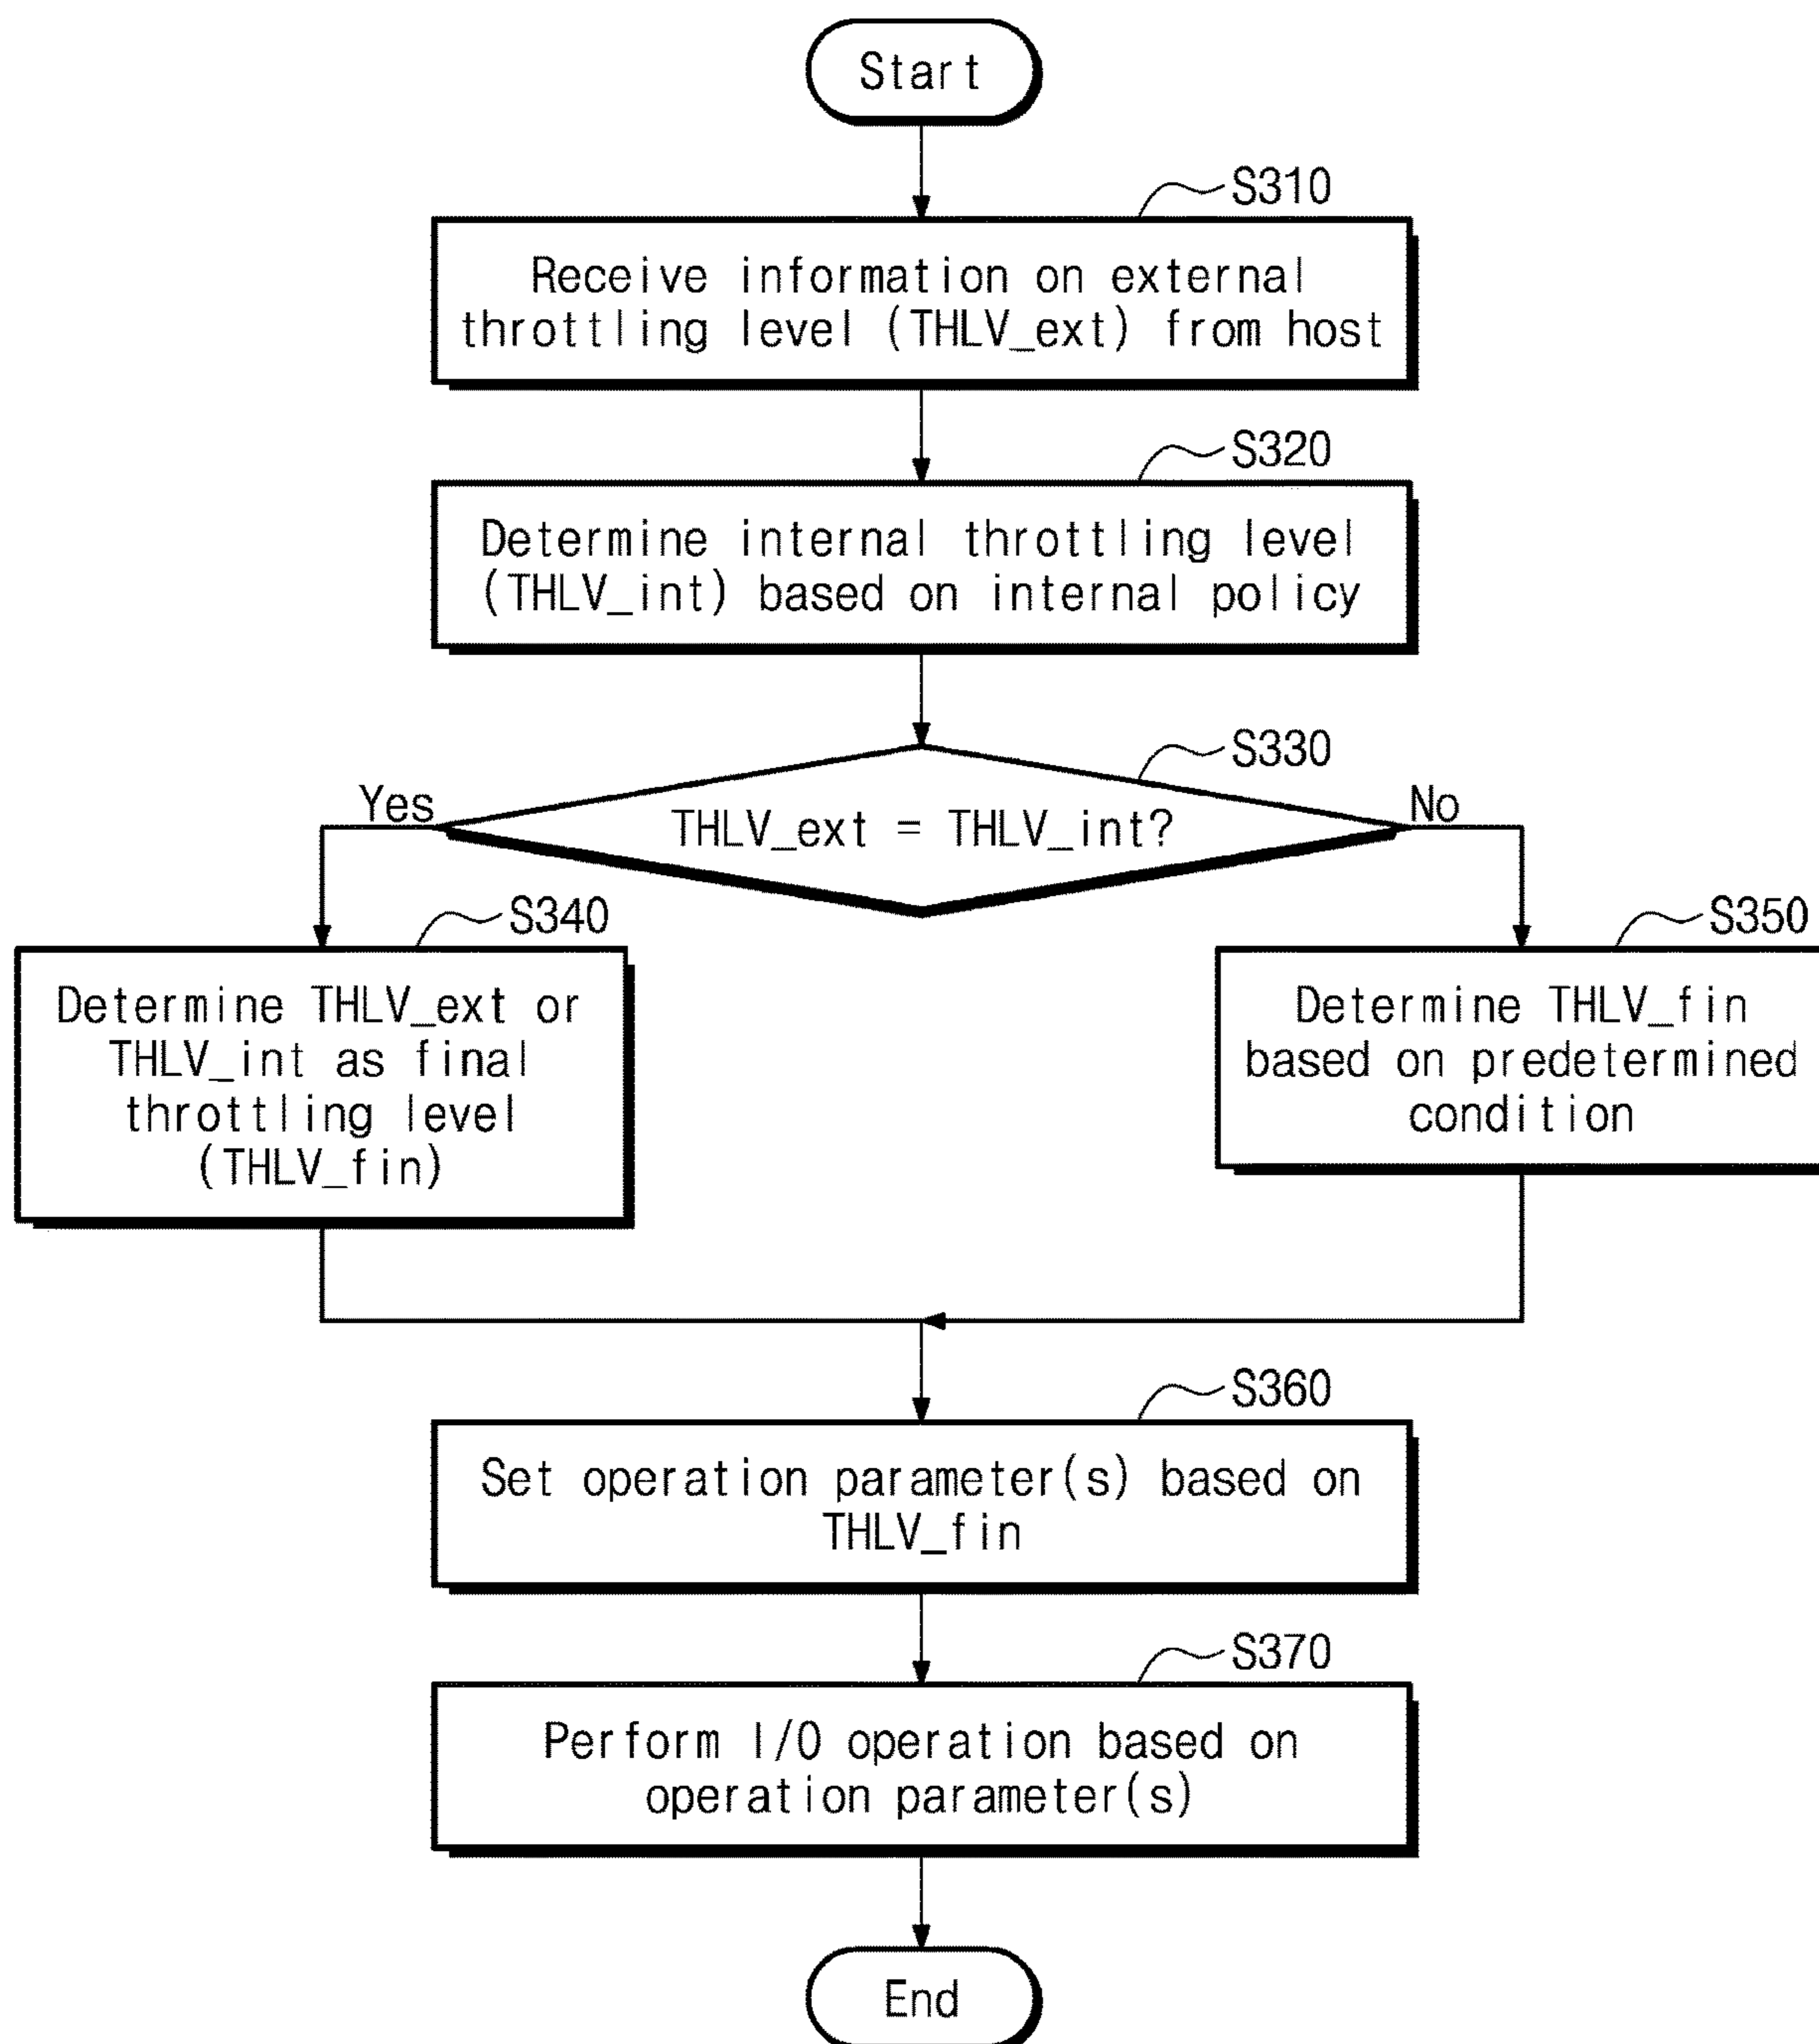 Start
S310
Receive information on external
throttling level (THLV_ext) from host
S320
Determine internal throttling level
(THLV_int) based on internal policy
S330
Yes
THLV_ext = THLV_int?
No
S340
Determine THLV_ext or
THLV_int as final
throttling level
(THLV_fin)
S350
Determine THLV_fin
based on predetermined
condition
S360
Set operation parameter(s) based on
THLV_fin
S370
Perform I/O operation based on
operation parameter(s)
End